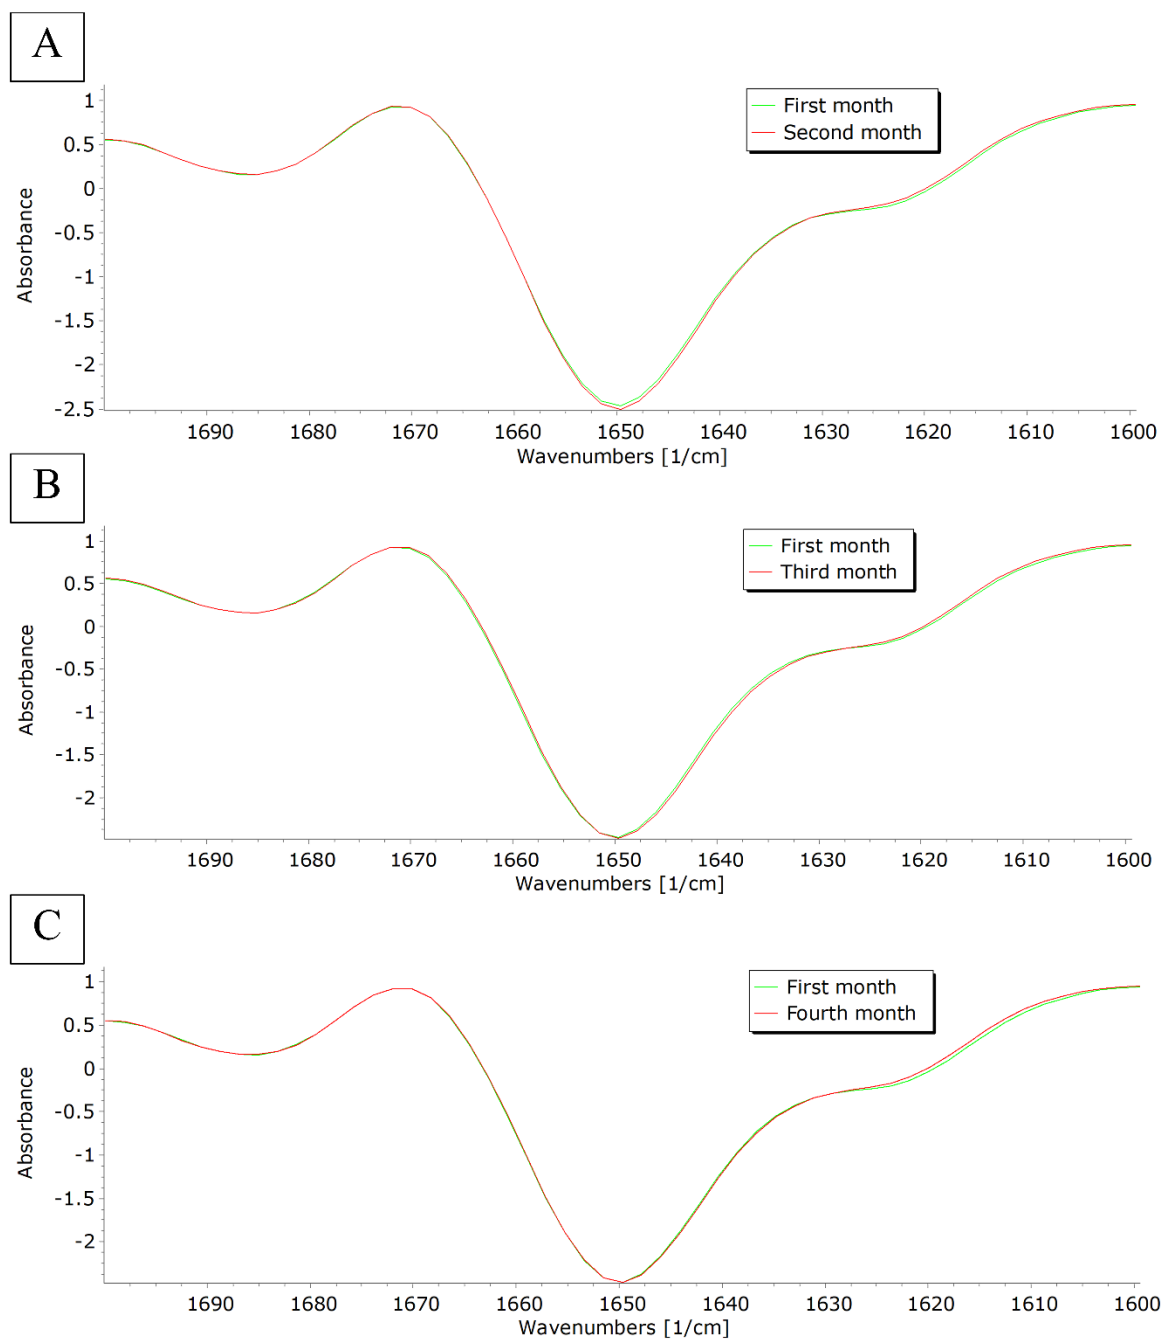 A
First month
Second month
Absorbance
1
0.5
0
-0.5
-1
-1.5
-2
-2.5
1690 1680 1670 1660 1650 1640 1630 1620 1610 1600
Wavenumbers [1/cm]
B
First month
Third month
Absorbance
1
0.5
0
-0.5
-1
-1.5
-2
1690 1680 1670 1660 1650 1640 1630 1620 1610 1600
Wavenumbers [1/cm]
C
First month
Fourth month
Absorbance
1
0.5
0
-0.5
-1
-1.5
-2
1690 1680 1670 1660 1650 1640 1630 1620 1610 1600
Wavenumbers [1/cm]